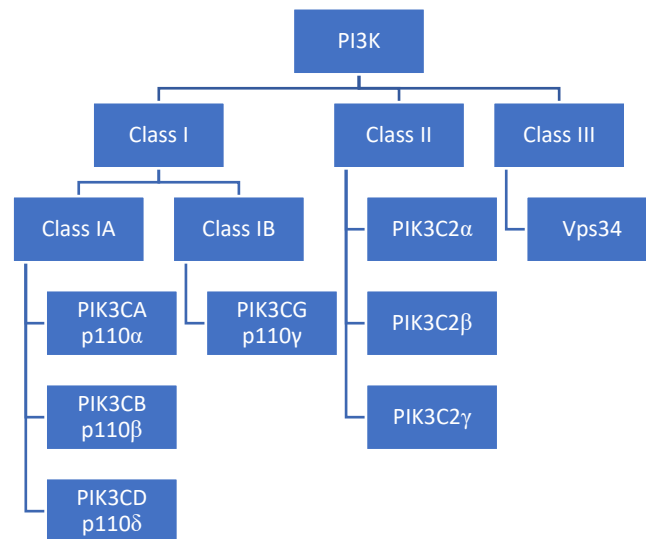 PI3K
Class I
Class II
Class III
Class IA
Class IB
PIK3C2α
Vps34
PIK3CA
p110α
PIK3CG
p110γ
PIK3C2β
PIK3CB
p110β
PIK3C2γ
PIK3CD
p110δ